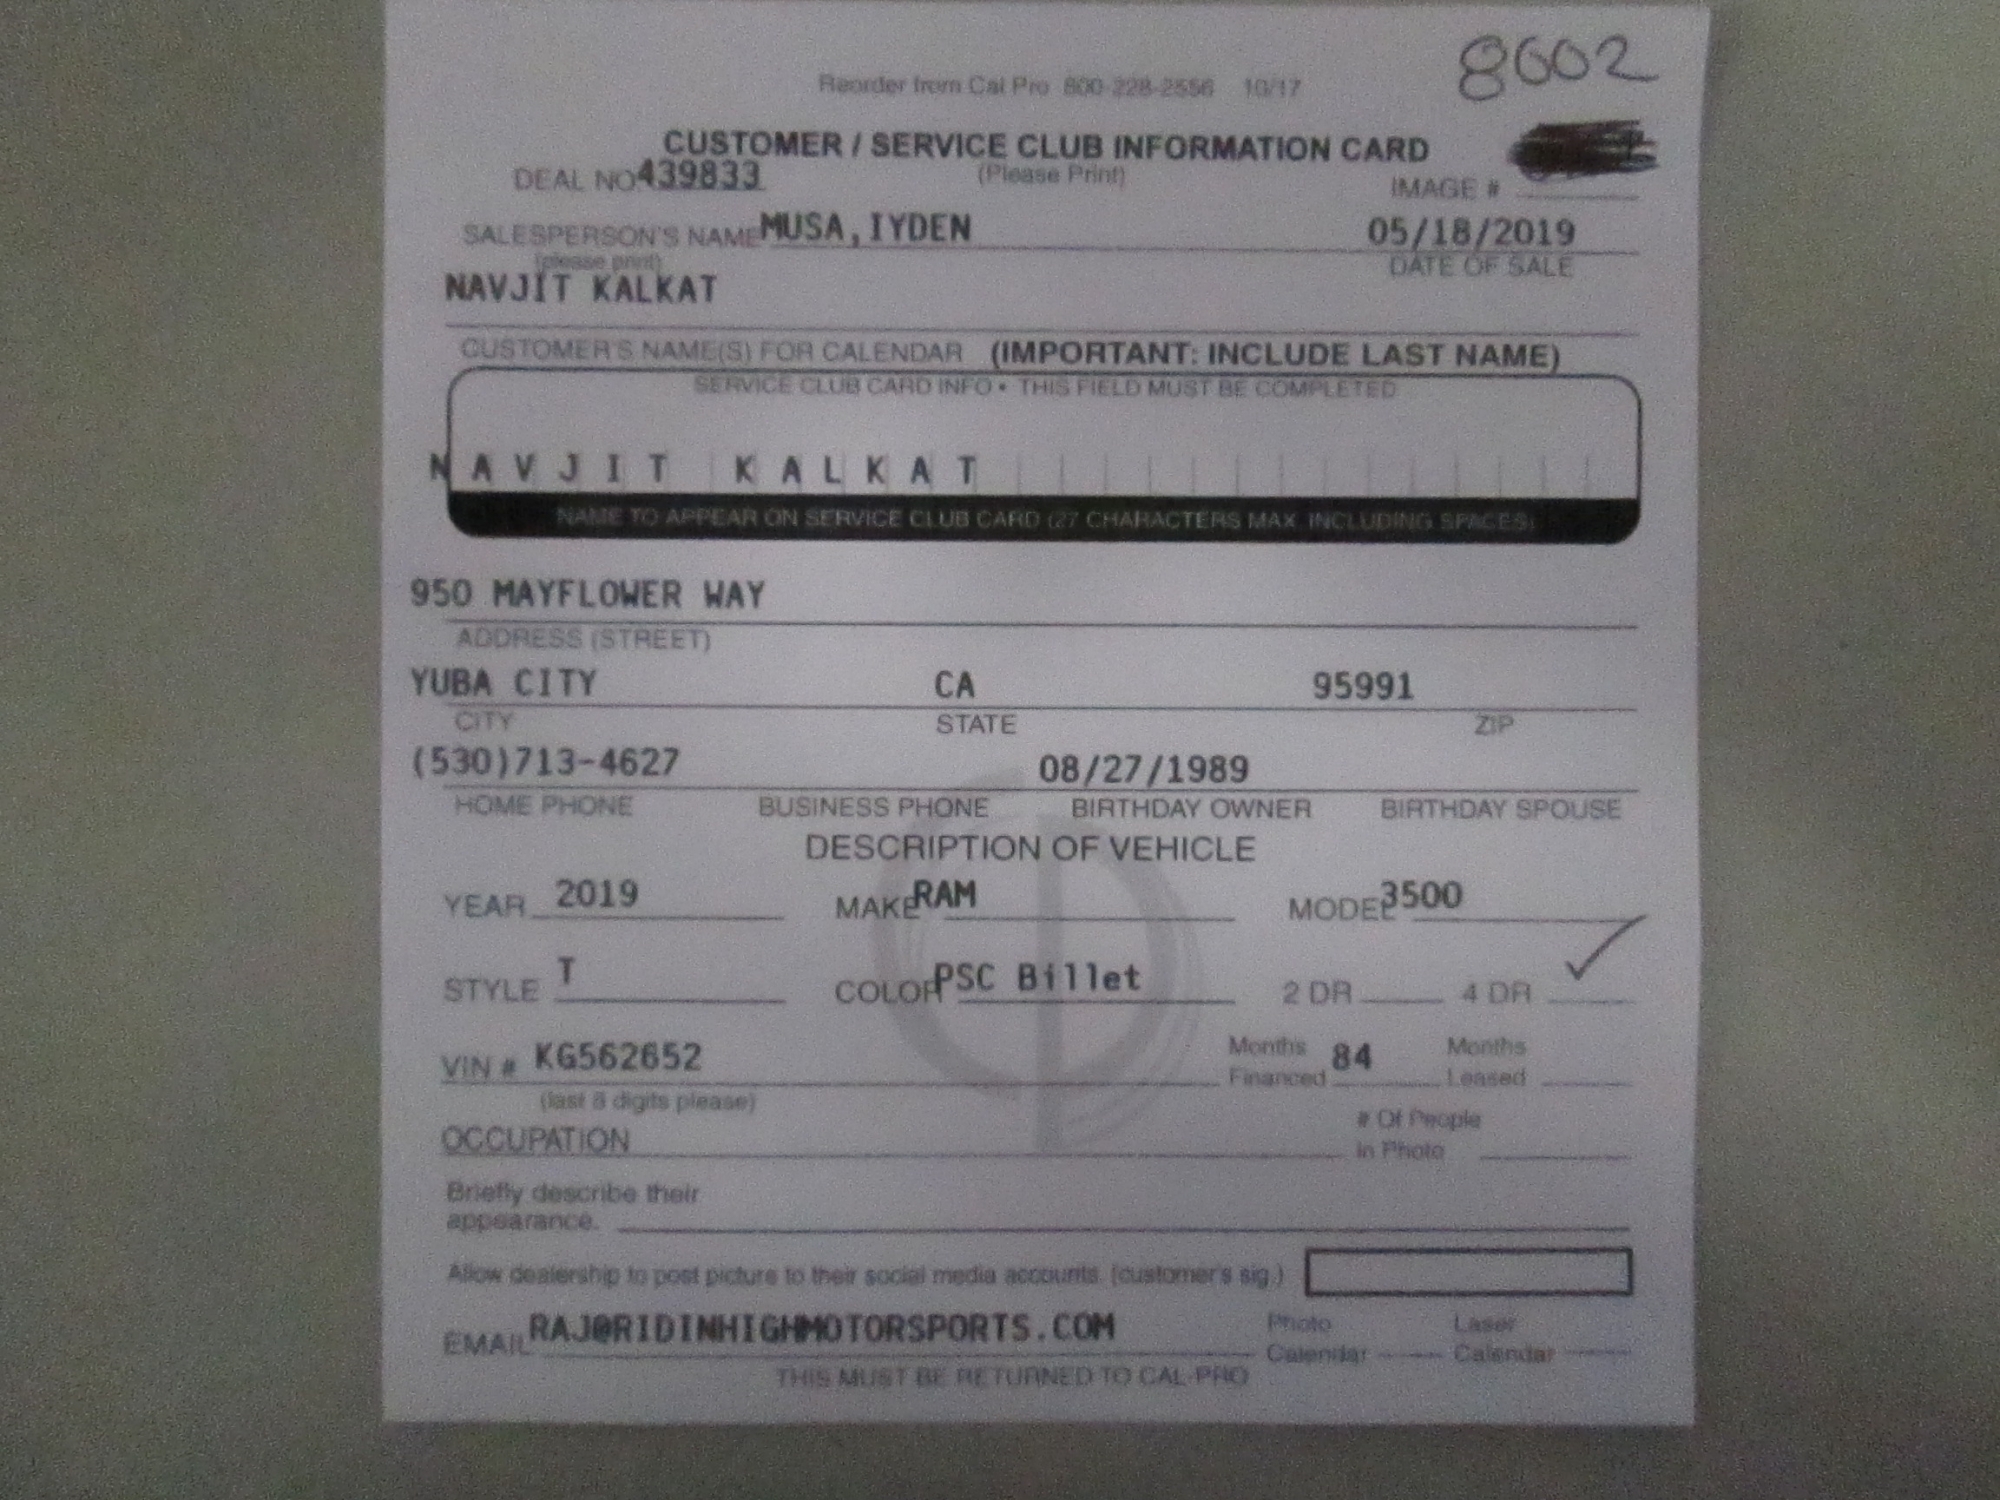 8602
Reorder from Cal Pro 800-228-2556 10/17
CUSTOMER / SERVICE CLUB INFORMATION CARD
DEAL NO 439833 (Please Print) IMAGE #
SALESPERSON'S NAME MUSA,IYDEN 05/18/2019
(please print) DATE OF SALE
NAVJIT KALKAT
CUSTOMER'S NAME(S) FOR CALENDAR (IMPORTANT: INCLUDE LAST NAME)
SERVICE CLUB CARD INFO • THIS FIELD MUST BE COMPLETED
N A V J I T K A L K A T
NAME TO APPEAR ON SERVICE CLUB CARD (27 CHARACTERS MAX. INCLUDING SPACES)
950 MAYFLOWER WAY
ADDRESS (STREET)
YUBA CITY CA 95991
CITY STATE ZIP
(530)713-4627 08/27/1989
HOME PHONE BUSINESS PHONE BIRTHDAY OWNER BIRTHDAY SPOUSE
DESCRIPTION OF VEHICLE
YEAR 2019 MAKE RAM MODEL 3500
STYLE T COLOR PSC Billet 2 DR 4 DR ✓
VIN # KG562652 Months Financed 84 Months Leased
(last 8 digits please)
OCCUPATION # Of People in Photo
Briefly describe their
appearance.
Allow dealership to post picture to their social media accounts. (customer's sig.)
EMAIL RAJ@RIDINHIGHMOTORSPORTS.COM Photo Calendar Laser Calendar
THIS MUST BE RETURNED TO CAL-PRO